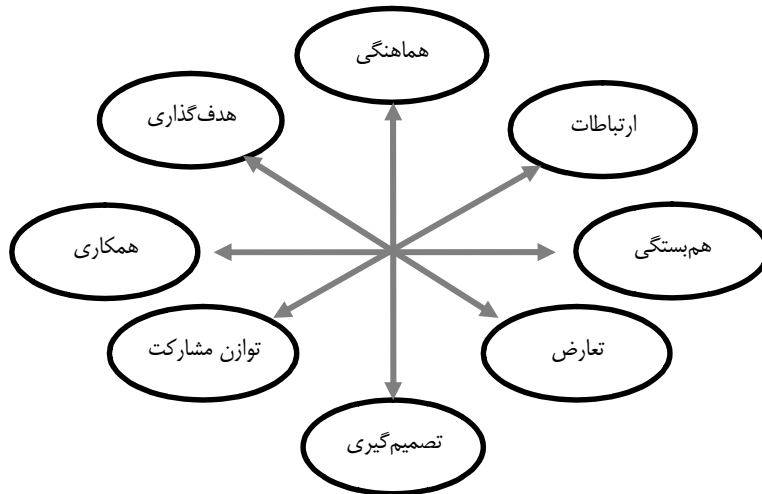 هماهنگی
ارتباطات
هدف‌گذاری
هم‌بستگی
همکاری
تعارض
توازن مشارکت
تصمیم‌گیری